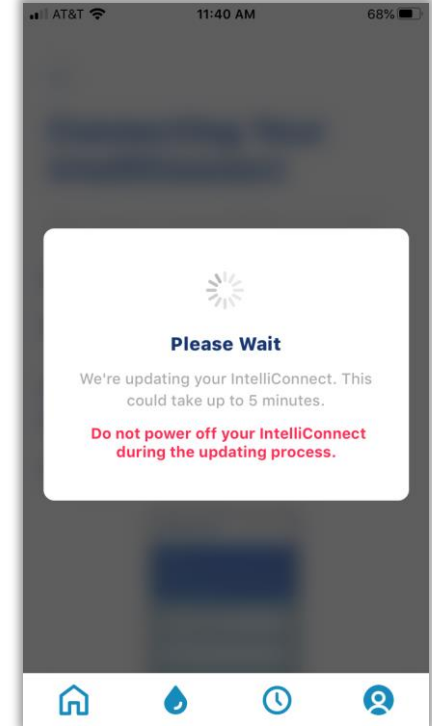 AT&T 11:40 AM 68%
Please Wait
We're updating your IntelliConnect. This
could take up to 5 minutes.
Do not power off your IntelliConnect
during the updating process.